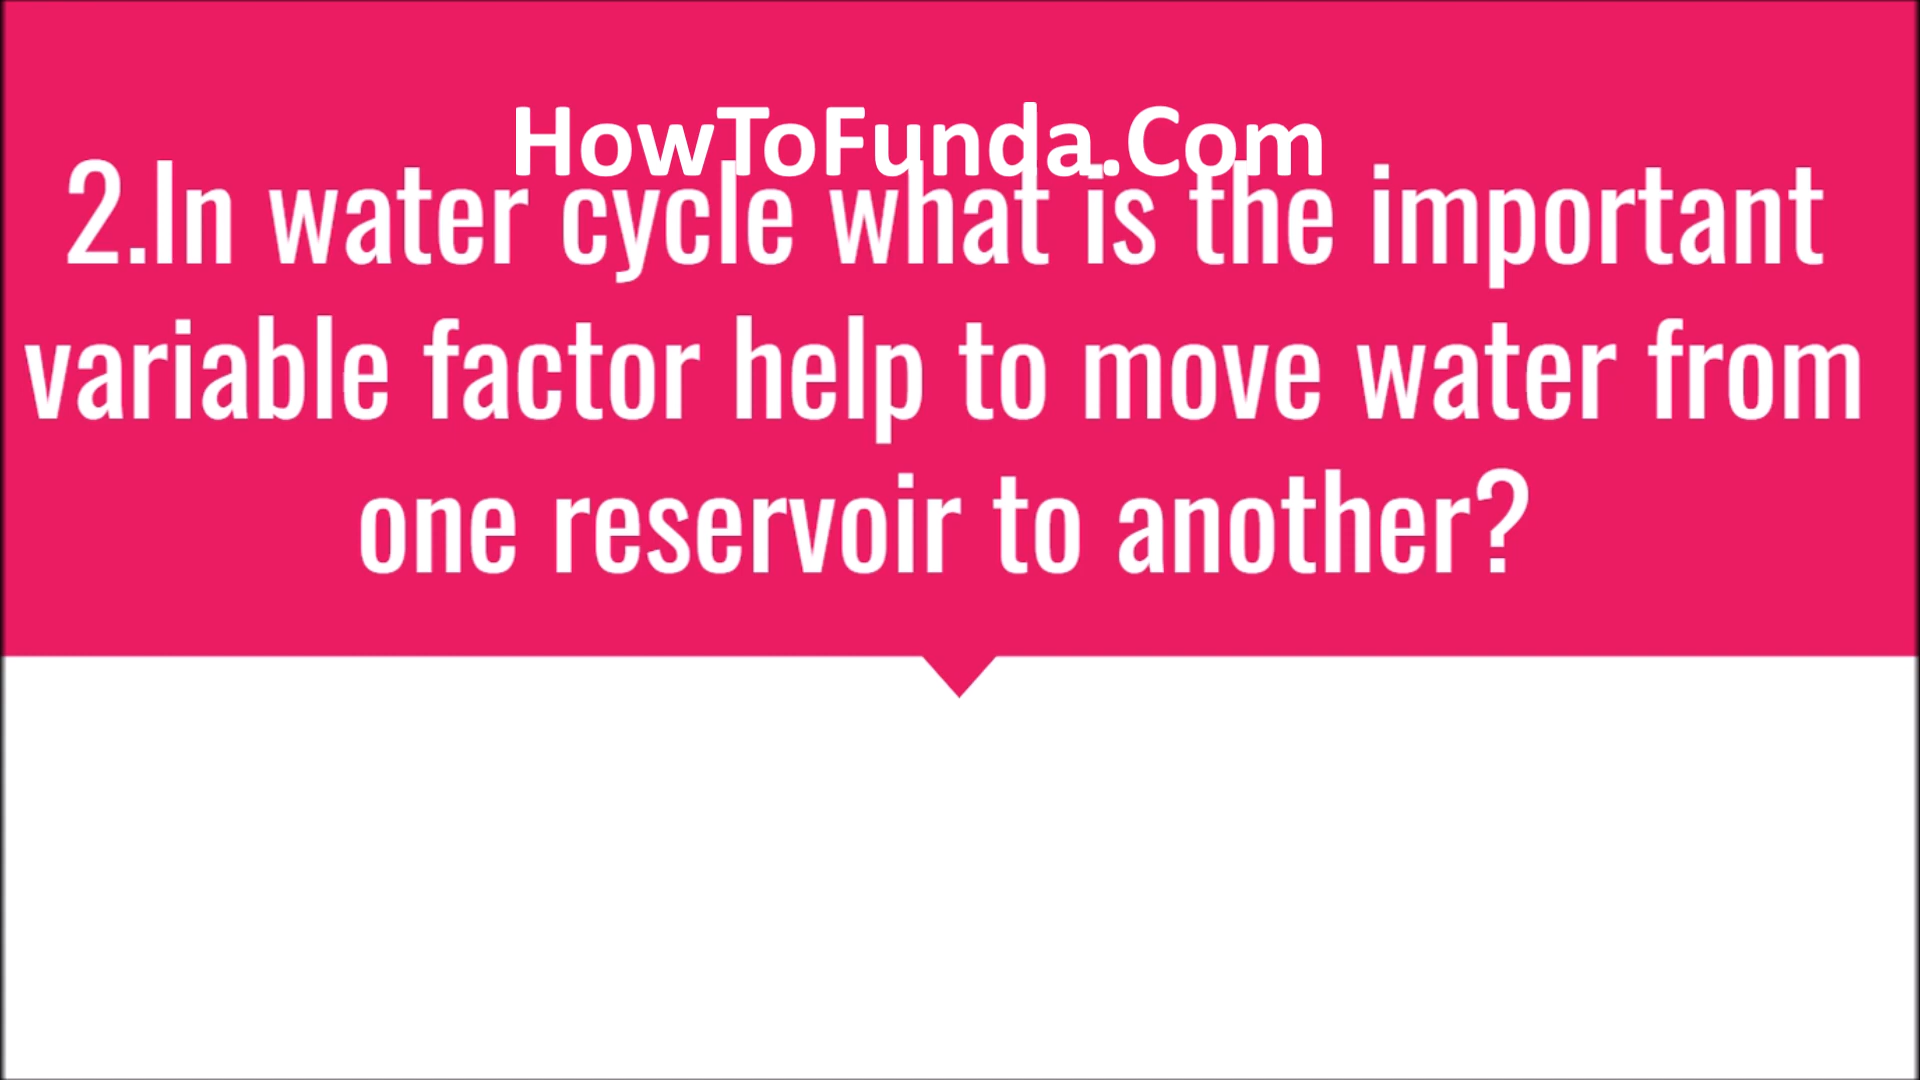 HowToFunda.Com
2.In water cycle what is the important
variable factor help to move water from
one reservoir to another?